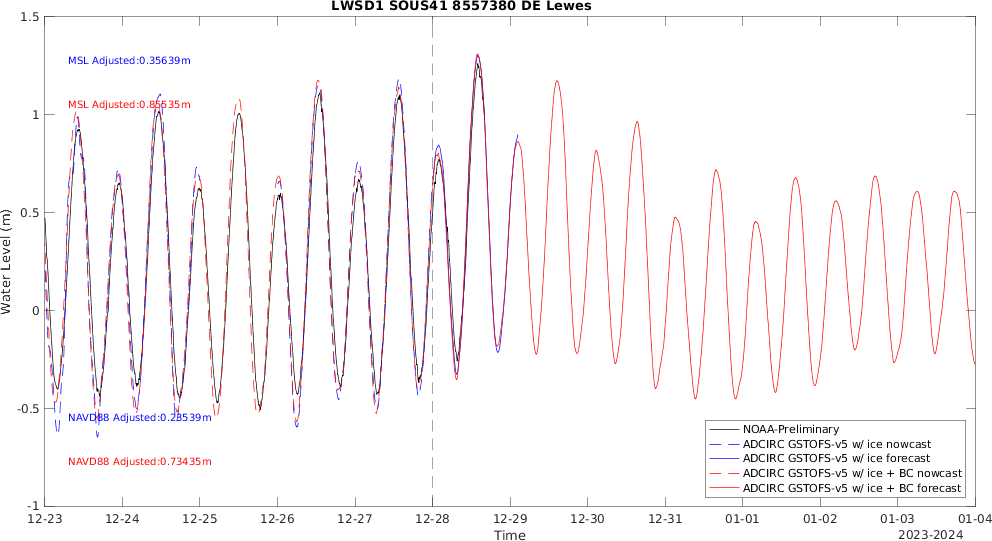 LWSD1 SOUS41 8557380 DE Lewes
1.5
1
0.5
0
-0.5
-1
Water Level (m)
MSL Adjusted:0.35639m
MSL Adjusted:0.85535m
NAVD88 Adjusted:0.23539m
NAVD88 Adjusted:0.73435m
NOAA-Preliminary
ADCIRC GSTOFS-v5 w/ ice nowcast
ADCIRC GSTOFS-v5 w/ ice forecast
ADCIRC GSTOFS-v5 w/ ice + BC nowcast
ADCIRC GSTOFS-v5 w/ ice + BC forecast
12-23 12-24 12-25 12-26 12-27 12-28 12-29 12-30 12-31 01-01 01-02 01-03 01-04
Time
2023-2024